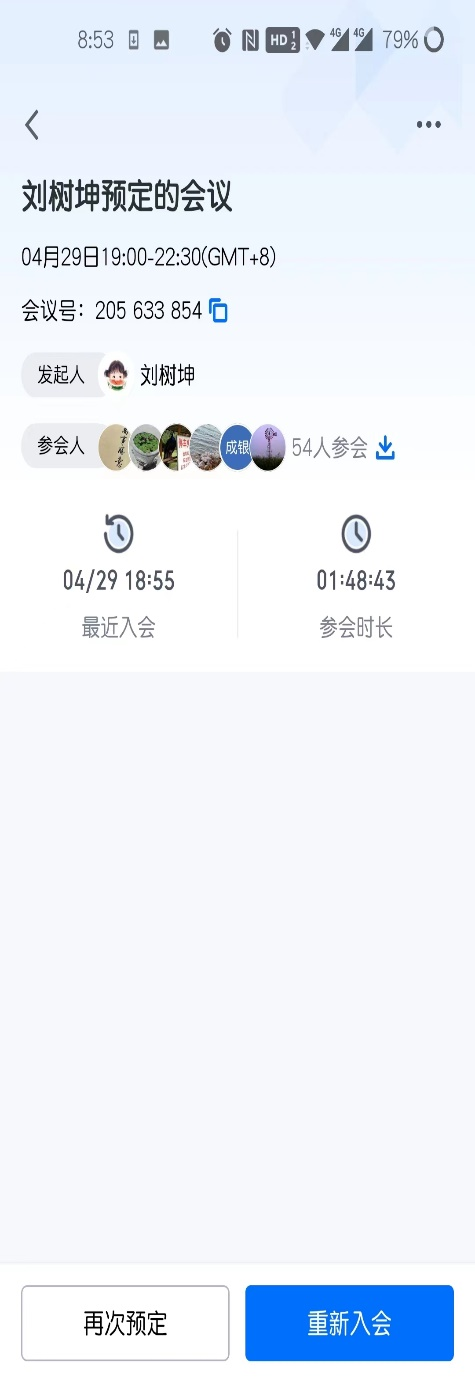 8:53 HD 1 2 4G 4G 79%
刘树坤预定的会议
04月29日19:00-22:30(GMT+8)
会议号：205 633 854
发起人 刘树坤
参会人 成银 54人参会
04/29 18:55 01:48:43
最近入会 参会时长
再次预定 重新入会